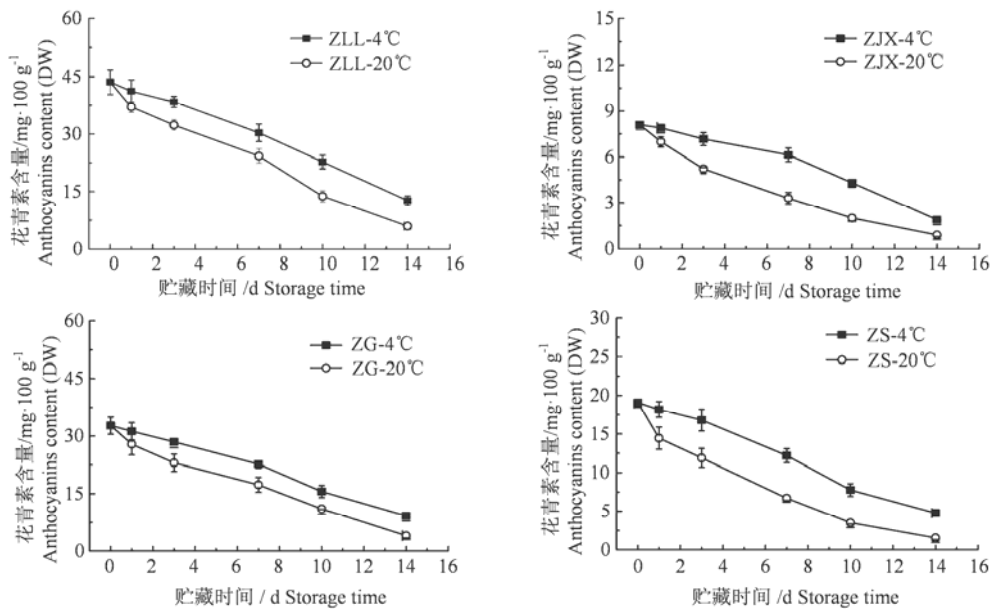 60
45
30
15
0
花青素含量/mg·100 g⁻¹
Anthocyanins content (DW)
ZLL-4℃
ZLL-20℃
0 2 4 6 8 10 12 14 16
贮藏时间 /d Storage time
15
12
9
6
3
0
花青素含量/mg·100 g⁻¹
Anthocyanins content (DW)
ZJX-4℃
ZJX-20℃
0 2 4 6 8 10 12 14 16
贮藏时间 /d Storage time
60
45
30
15
0
花青素含量/mg·100 g⁻¹
Anthocyanins content (DW)
ZG-4℃
ZG-20℃
0 2 4 6 8 10 12 14 16
贮藏时间 / d Storage time
30
25
20
15
10
5
0
花青素含量/mg·100 g⁻¹
Anthocyanins content (DW)
ZS-4℃
ZS-20℃
0 2 4 6 8 10 12 14 16
贮藏时间 / d Storage time